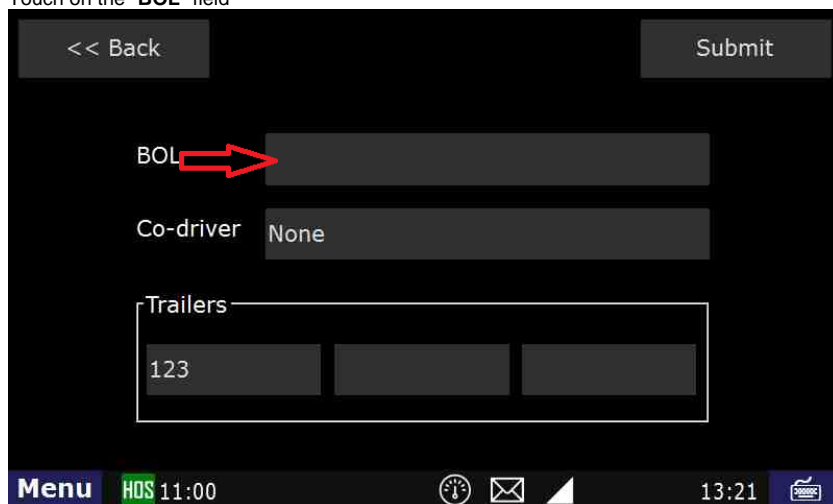 Touch on the "BOL" field
<< Back Submit
BOL
Co-driver None
Trailers
123
Menu HOS 11:00 13:21